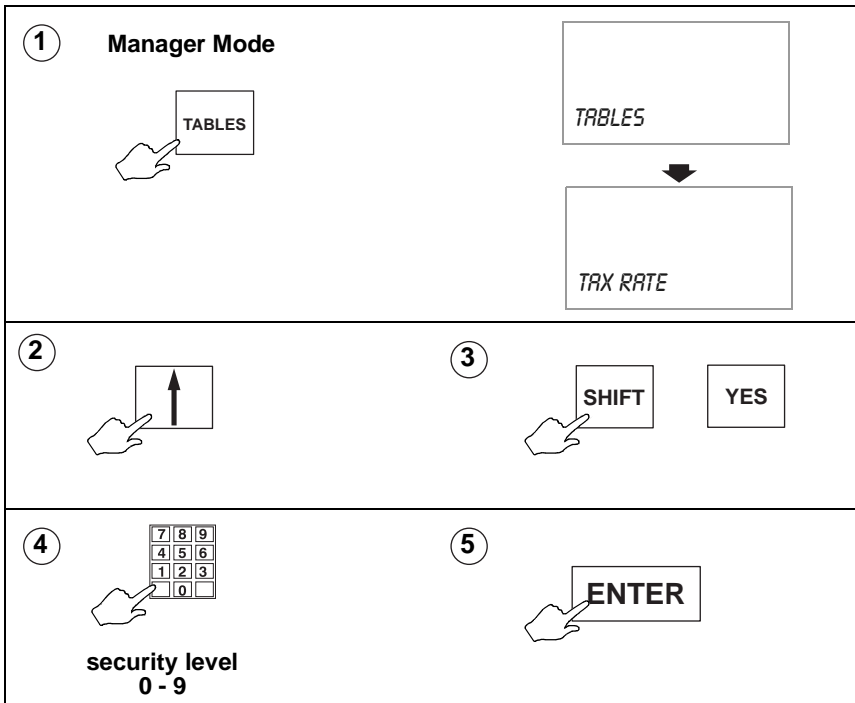 1 Manager Mode
TABLES
TABLES
TAX RATE
2
3
SHIFT YES
4
7 8 9
4 5 6
1 2 3
0
security level
0 - 9
5
ENTER